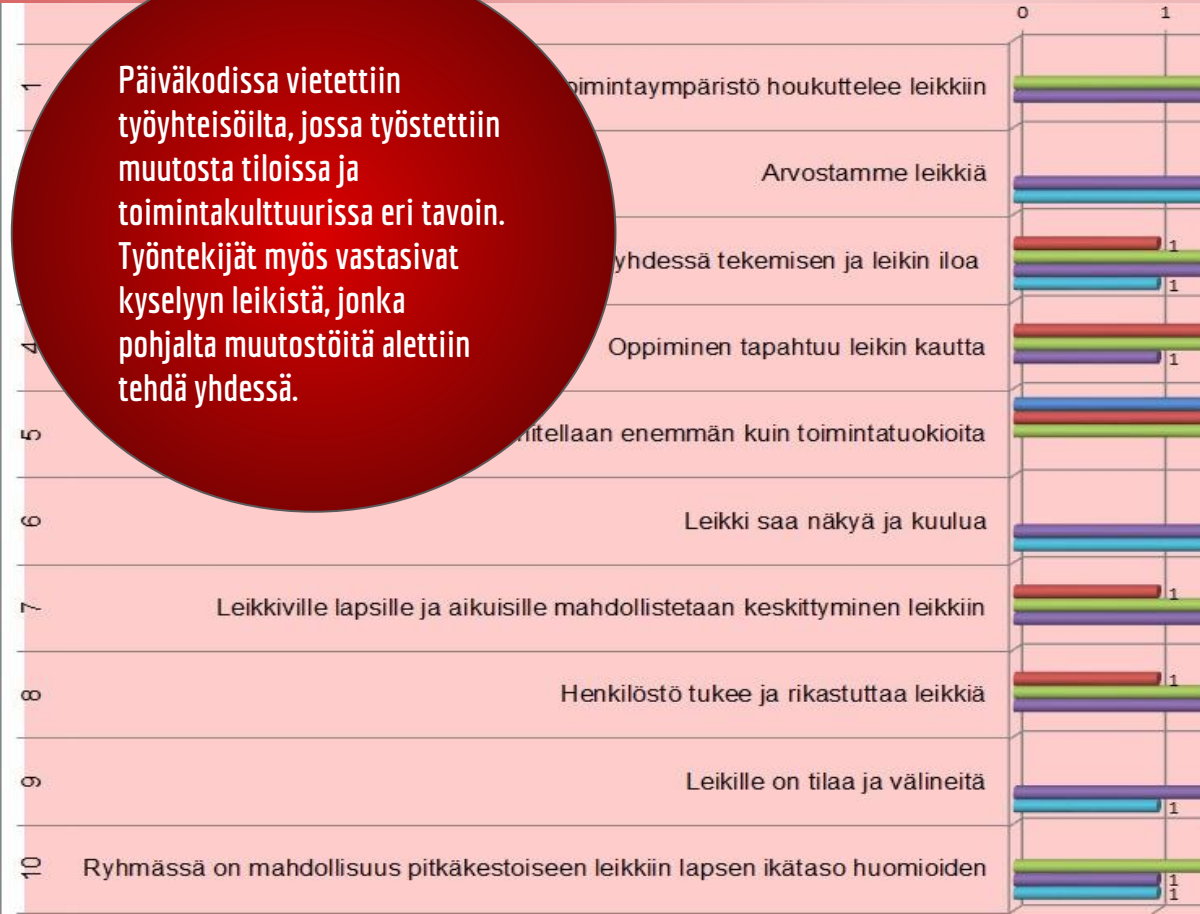 0 1
Päiväkodissa vietettiin
työyhteisöilta, jossa työstettiin
muutosta tiloissa ja
toimintakulttuurissa eri tavoin.
Työntekijät myös vastasivat
kyselyyn leikistä, jonka
pohjalta muutostöitä alettiin
tehdä yhdessä.
1 houkuttelee leikkiin
Arvostamme leikkiä
yhdessä tekemisen ja leikin iloa 1
1
4 Oppiminen tapahtuu leikin kautta 1
5 enemmän kuin toimintatuokioita
6 Leikki saa näkyä ja kuulua
7 Leikkiville lapsille ja aikuisille mahdollistetaan keskittyminen leikkiin 1
8 Henkilöstö tukee ja rikastuttaa leikkiä 1
9 Leikille on tilaa ja välineitä 1
10 Ryhmässä on mahdollisuus pitkäkestoiseen leikkiin lapsen ikätaso huomioiden 1
1